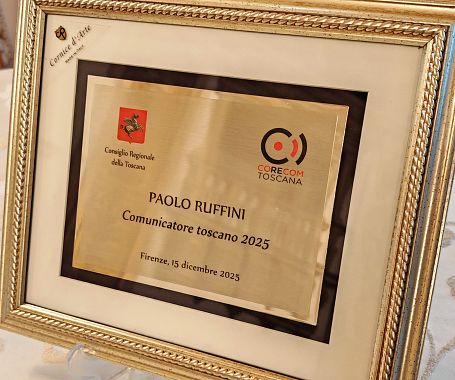 Cornice d'Arte
Consiglio Regionale
della Toscana
CORECOM
TOSCANA
PAOLO RUFFINI
Comunicatore toscano 2025
Firenze, 15 dicembre 2025